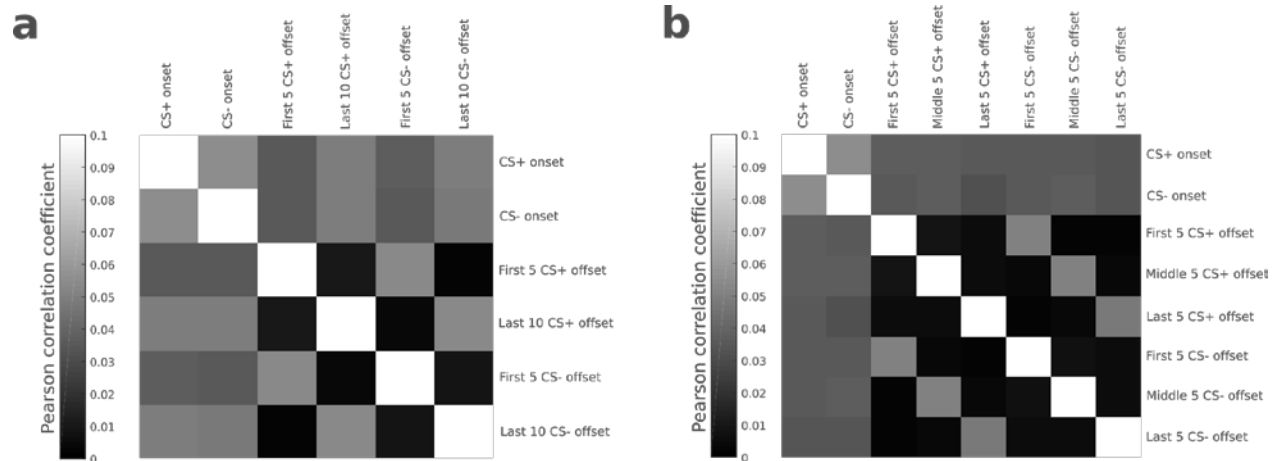 a
CS+ onset
CS- onset
First 5 CS+ offset
Last 10 CS+ offset
First 5 CS- offset
Last 10 CS- offset
Pearson correlation coefficient
0.1
0.09
0.08
0.07
0.06
0.05
0.04
0.03
0.02
0.01
0
CS+ onset
CS- onset
First 5 CS+ offset
Last 10 CS+ offset
First 5 CS- offset
Last 10 CS- offset
b
CS+ onset
CS- onset
First 5 CS+ offset
Middle 5 CS+ offset
Last 5 CS+ offset
First 5 CS- offset
Middle 5 CS- offset
Last 5 CS- offset
Pearson correlation coefficient
0.1
0.09
0.08
0.07
0.06
0.05
0.04
0.03
0.02
0.01
0
CS+ onset
CS- onset
First 5 CS+ offset
Middle 5 CS+ offset
Last 5 CS+ offset
First 5 CS- offset
Middle 5 CS- offset
Last 5 CS- offset